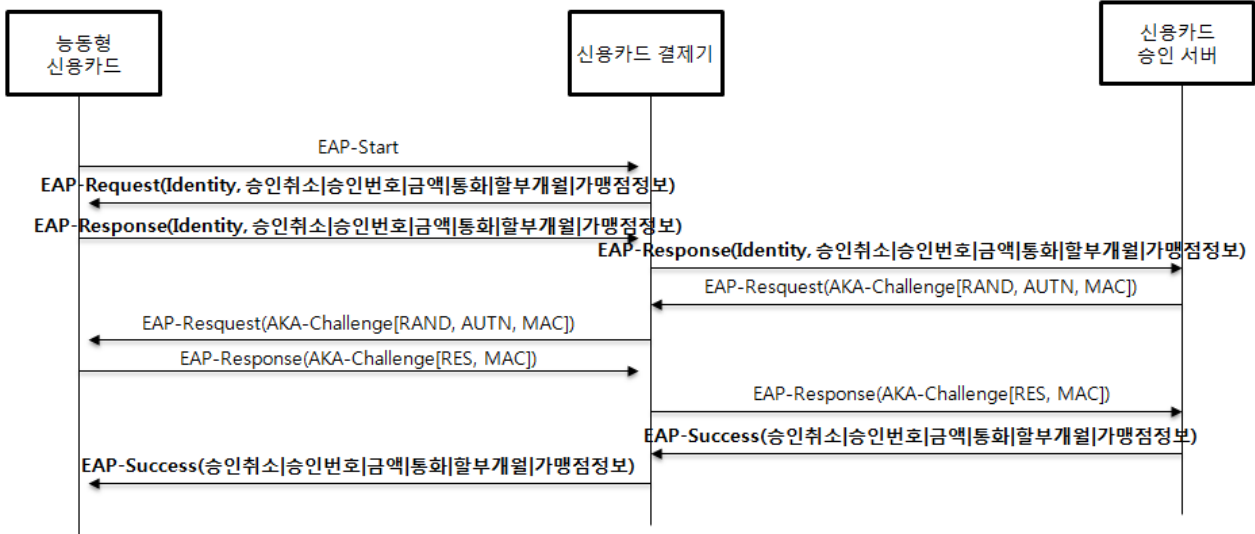 능동형
신용카드
신용카드 결제기
신용카드
승인 서버
EAP-Start
EAP-Request(Identity, 승인취소|승인번호|금액|통화|할부개월|가맹점정보)
EAP-Response(Identity, 승인취소|승인번호|금액|통화|할부개월|가맹점정보)
EAP-Response(Identity, 승인취소|승인번호|금액|통화|할부개월|가맹점정보)
EAP-Resquest(AKA-Challenge[RAND, AUTN, MAC])
EAP-Resquest(AKA-Challenge[RAND, AUTN, MAC])
EAP-Response(AKA-Challenge[RES, MAC])
EAP-Response(AKA-Challenge[RES, MAC])
EAP-Success(승인취소|승인번호|금액|통화|할부개월|가맹점정보)
EAP-Success(승인취소|승인번호|금액|통화|할부개월|가맹점정보)